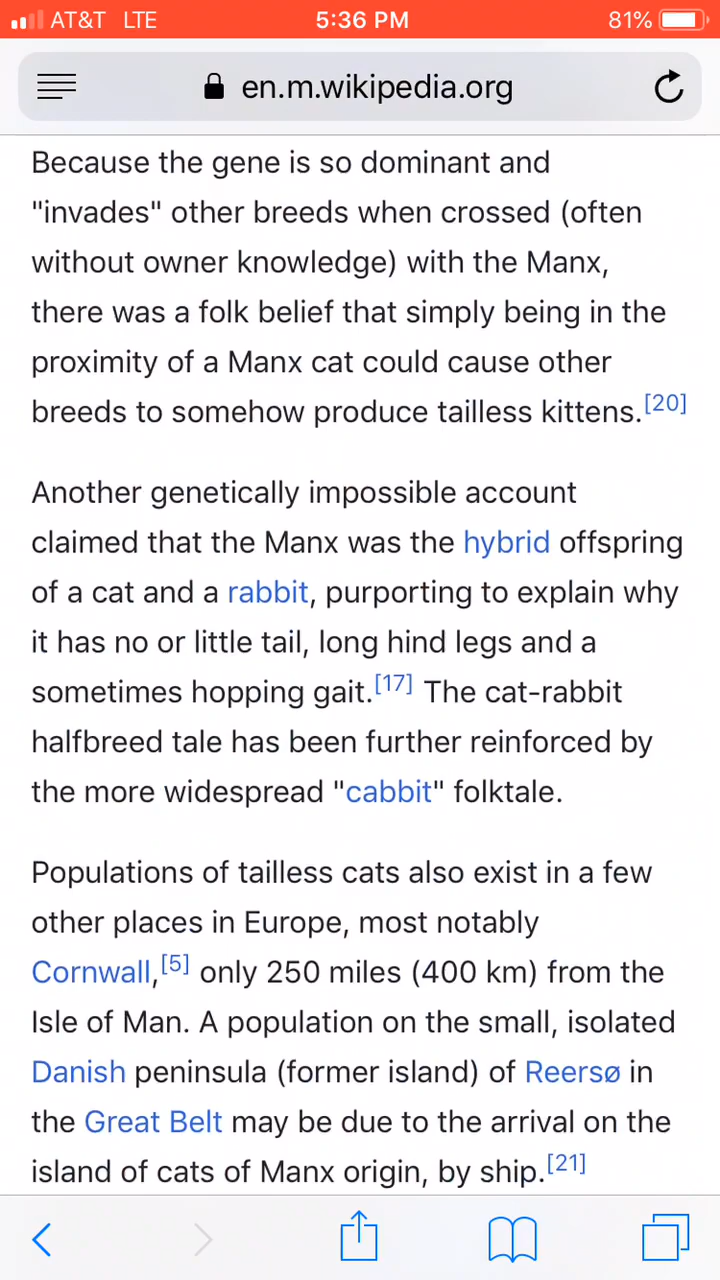 AT&T LTE 5:36 PM 81%
en.m.wikipedia.org
Because the gene is so dominant and
"invades" other breeds when crossed (often
without owner knowledge) with the Manx,
there was a folk belief that simply being in the
proximity of a Manx cat could cause other
breeds to somehow produce tailless kittens.[20]
Another genetically impossible account
claimed that the Manx was the hybrid offspring
of a cat and a rabbit, purporting to explain why
it has no or little tail, long hind legs and a
sometimes hopping gait.[17] The cat-rabbit
halfbreed tale has been further reinforced by
the more widespread "cabbit" folktale.
Populations of tailless cats also exist in a few
other places in Europe, most notably
Cornwall,[5] only 250 miles (400 km) from the
Isle of Man. A population on the small, isolated
Danish peninsula (former island) of Reersø in
the Great Belt may be due to the arrival on the
island of cats of Manx origin, by ship.[21]